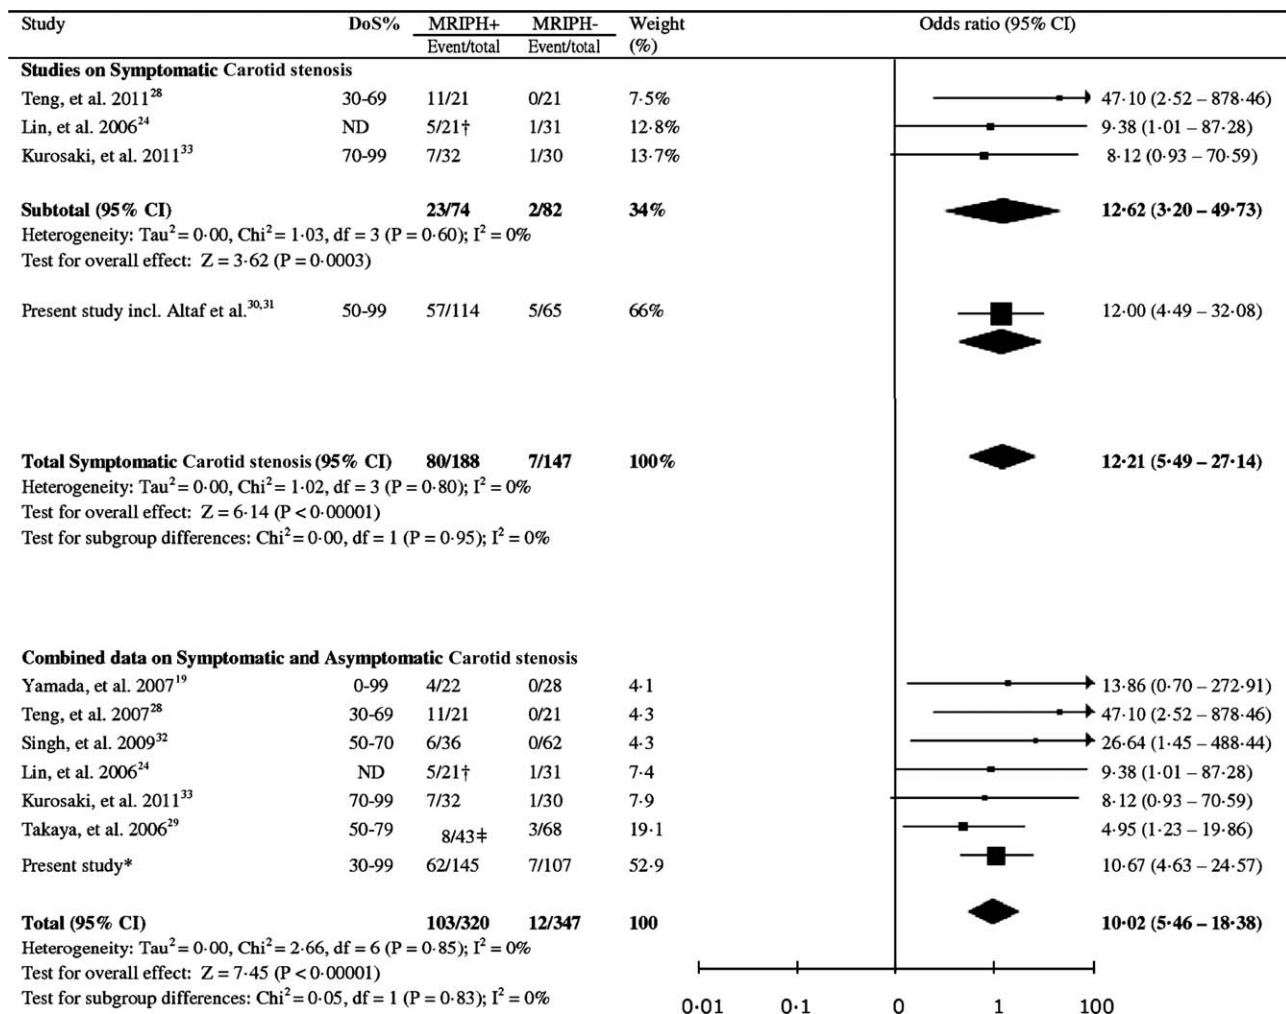 Study DoS% MRIPH+ MRIPH- Weight Odds ratio (95% CI)
Event/total Event/total (%)
Studies on Symptomatic Carotid stenosis
Teng, et al. 2011²⁸ 30-69 11/21 0/21 7·5% 47·10 (2·52 – 878·46)
Lin, et al. 2006²⁴ ND 5/21† 1/31 12·8% 9·38 (1·01 – 87·28)
Kurosaki, et al. 2011³³ 70-99 7/32 1/30 13·7% 8·12 (0·93 – 70·59)
Subtotal (95% CI) 23/74 2/82 34% 12·62 (3·20 – 49·73)
Heterogeneity: Tau² = 0·00, Chi² = 1·03, df = 3 (P = 0·60); I² = 0%
Test for overall effect: Z = 3·62 (P = 0·0003)
Present study incl. Altaf et al.³⁰,³¹ 50-99 57/114 5/65 66% 12·00 (4·49 – 32·08)
Total Symptomatic Carotid stenosis (95% CI) 80/188 7/147 100% 12·21 (5·49 – 27·14)
Heterogeneity: Tau² = 0·00, Chi² = 1·02, df = 3 (P = 0·80); I² = 0%
Test for overall effect: Z = 6·14 (P < 0·00001)
Test for subgroup differences: Chi² = 0·00, df = 1 (P = 0·95); I² = 0%
Combined data on Symptomatic and Asymptomatic Carotid stenosis
Yamada, et al. 2007¹⁹ 0-99 4/22 0/28 4·1 13·86 (0·70 – 272·91)
Teng, et al. 2007²⁸ 30-69 11/21 0/21 4·3 47·10 (2·52 – 878·46)
Singh, et al. 2009³² 50-70 6/36 0/62 4·3 26·64 (1·45 – 488·44)
Lin, et al. 2006²⁴ ND 5/21† 1/31 7·4 9·38 (1·01 – 87·28)
Kurosaki, et al. 2011³³ 70-99 7/32 1/30 7·9 8·12 (0·93 – 70·59)
Takaya, et al. 2006²⁹ 50-79 8/43‡ 3/68 19·1 4·95 (1·23 – 19·86)
Present study* 30-99 62/145 7/107 52·9 10·67 (4·63 – 24·57)
Total (95% CI) 103/320 12/347 100 10·02 (5·46 – 18·38)
Heterogeneity: Tau² = 0·00, Chi² = 2·66, df = 6 (P = 0·85); I² = 0%
Test for overall effect: Z = 7·45 (P < 0·00001)
Test for subgroup differences: Chi² = 0·05, df = 1 (P = 0·83); I² = 0%
0·01 0·1 0 1 100